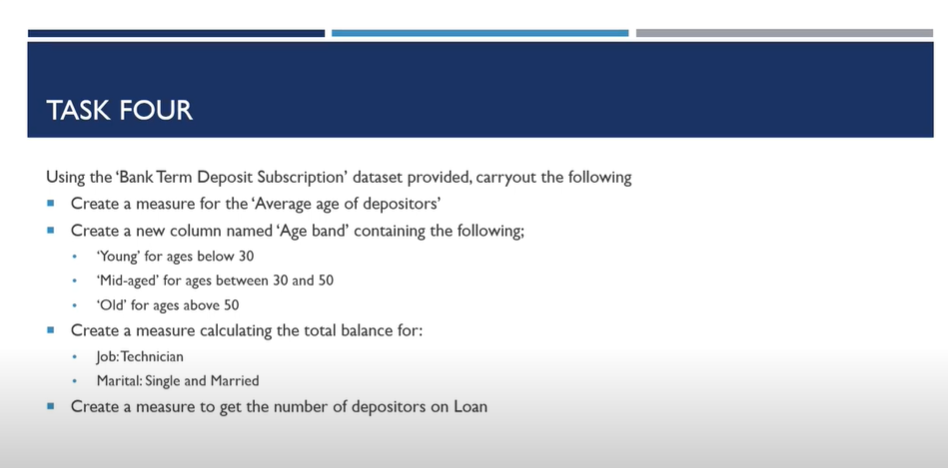 TASK FOUR
Using the ‘Bank Term Deposit Subscription’ dataset provided, carryout the following
Create a measure for the ‘Average age of depositors’
Create a new column named ‘Age band’ containing the following;
‘Young’ for ages below 30
‘Mid-aged’ for ages between 30 and 50
‘Old’ for ages above 50
Create a measure calculating the total balance for:
Job: Technician
Marital: Single and Married
Create a measure to get the number of depositors on Loan